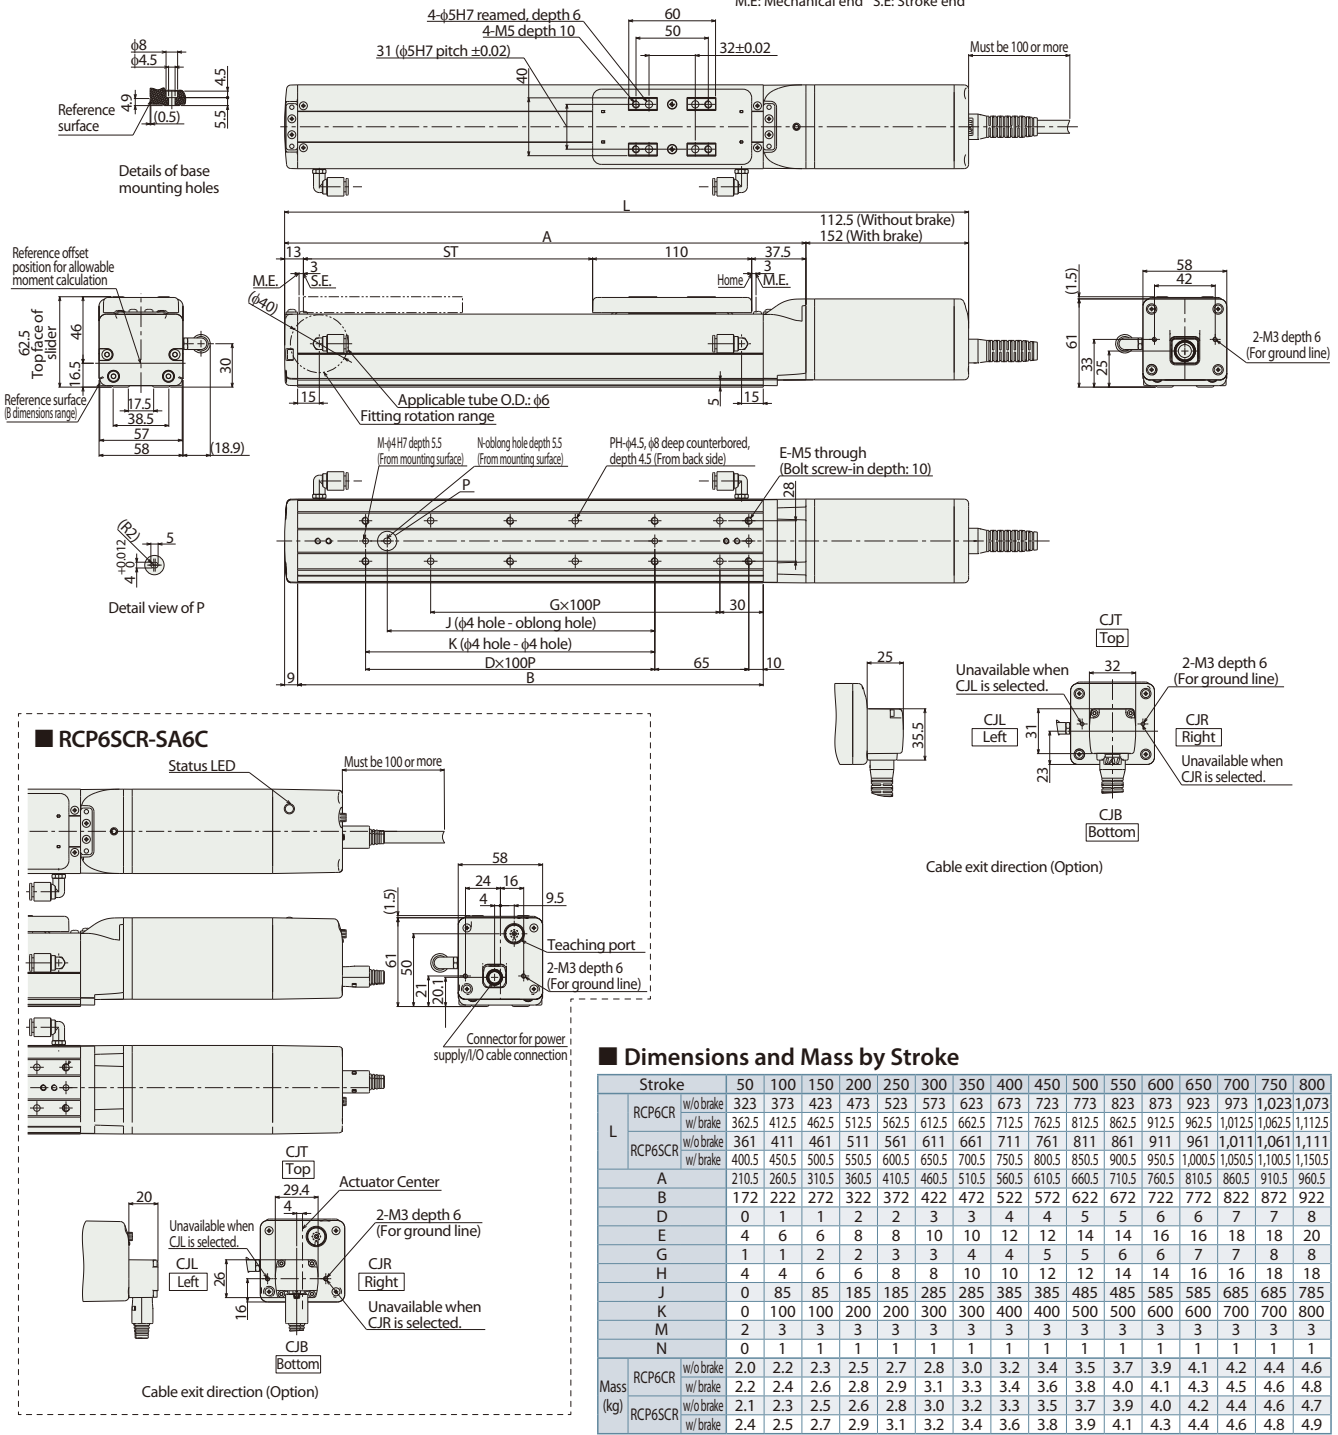 M.E: Mechanical end S.E: Stroke end
4-ϕ5H7 reamed, depth 6
4-M5 depth 10
31 (ϕ5H7 pitch ±0.02)
60
50
32±0.02
40
Must be 100 or more
ϕ8
ϕ4.5
4.5
4.9
5.5
(0.5)
Reference
surface
Details of base
mounting holes
L
112.5 (Without brake)
152 (With brake)
A
13
ST
110
37.5
3
3
M.E.
S.E.
Home
M.E.
(ϕ40)
15
Applicable tube O.D.: ϕ6
Fitting rotation range
5
15
Reference offset
position for allowable
moment calculation
62.5
Top face of
slider
46
16.5
30
Reference surface
(B dimensions range)
17.5
38.5
57
58
(18.9)
58
42
(1.5)
61
33
25
2-M3 depth 6
(For ground line)
M-ϕ4 H7 depth 5.5
(From mounting surface)
N-oblong hole depth 5.5
(From mounting surface)
P
PH-ϕ4.5, ϕ8 deep counterbored,
depth 4.5 (From back side)
E-M5 through
(Bolt screw-in depth: 10)
28
(R2)
5
+0.012
4 0
Detail view of P
G×100P
30
J (ϕ4 hole - oblong hole)
K (ϕ4 hole - ϕ4 hole)
D×100P
65
10
9
B
25
35.5
CJT
Top
32
2-M3 depth 6
(For ground line)
Unavailable when
CJL is selected.
CJL
Left
31
23
CJR
Right
Unavailable when
CJR is selected.
CJB
Bottom
Cable exit direction (Option)
■ RCP6SCR-SA6C
Status LED
Must be 100 or more
58
24
16
4
9.5
(1.5)
61
50
21
20.1
Teaching port
2-M3 depth 6
(For ground line)
Connector for power
supply/I/O cable connection
CJT
Top
29.4
4
Actuator Center
20
2-M3 depth 6
(For ground line)
Unavailable when
CJL is selected.
CJL
Left
26
16
CJR
Right
Unavailable when
CJR is selected.
CJB
Bottom
Cable exit direction (Option)
■ Dimensions and Mass by Stroke
Stroke 50 100 150 200 250 300 350 400 450 500 550 600 650 700 750 800
L RCP6CR w/o brake 323 373 423 473 523 573 623 673 723 773 823 873 923 973 1,023 1,073
w/ brake 362.5 412.5 462.5 512.5 562.5 612.5 662.5 712.5 762.5 812.5 862.5 912.5 962.5 1,012.5 1,062.5 1,112.5
RCP6SCR w/o brake 361 411 461 511 561 611 661 711 761 811 861 911 961 1,011 1,061 1,111
w/ brake 400.5 450.5 500.5 550.5 600.5 650.5 700.5 750.5 800.5 850.5 900.5 950.5 1,000.5 1,050.5 1,100.5 1,150.5
A 210.5 260.5 310.5 360.5 410.5 460.5 510.5 560.5 610.5 660.5 710.5 760.5 810.5 860.5 910.5 960.5
B 172 222 272 322 372 422 472 522 572 622 672 722 772 822 872 922
D 0 1 1 2 2 3 3 4 4 5 5 6 6 7 7 8
E 4 6 6 8 8 10 10 12 12 14 14 16 16 18 18 20
G 1 1 2 2 3 3 4 4 5 5 6 6 7 7 8 8
H 4 4 6 6 8 8 10 10 12 12 14 14 16 16 18 18
J 0 85 85 185 185 285 285 385 385 485 485 585 585 685 685 785
K 0 100 100 200 200 300 300 400 400 500 500 600 600 700 700 800
M 2 3 3 3 3 3 3 3 3 3 3 3 3 3 3 3
N 0 1 1 1 1 1 1 1 1 1 1 1 1 1 1 1
Mass (kg) RCP6CR w/o brake 2.0 2.2 2.3 2.5 2.7 2.8 3.0 3.2 3.4 3.5 3.7 3.9 4.1 4.2 4.4 4.6
w/ brake 2.2 2.4 2.6 2.8 2.9 3.1 3.3 3.4 3.6 3.8 4.0 4.1 4.3 4.5 4.6 4.8
RCP6SCR w/o brake 2.1 2.3 2.5 2.6 2.8 3.0 3.2 3.3 3.5 3.7 3.9 4.0 4.2 4.4 4.6 4.7
w/ brake 2.4 2.5 2.7 2.9 3.1 3.2 3.4 3.6 3.8 3.9 4.1 4.3 4.4 4.6 4.8 4.9